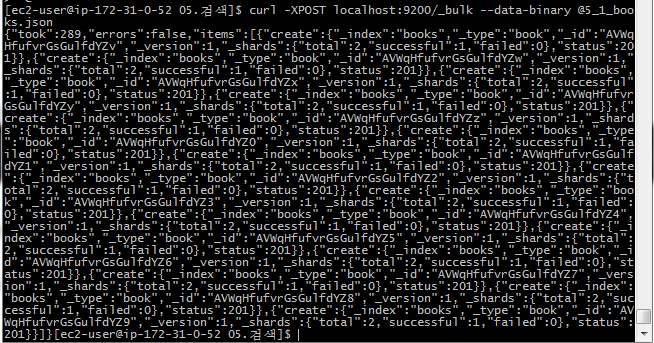 [ec2-user@ip-172-31-0-52 05.검색]$ curl -XPOST localhost:9200/_bulk --data-binary @5_1_bo
oks.json
{"took":289,"errors":false,"items":[{"create":{"_index":"books","_type":"book","_id":"AVWq
HfufvrGsGulfdYZv","_version":1,"_shards":{"total":2,"successful":1,"failed":0},"status":20
1}},{"create":{"_index":"books","_type":"book","_id":"AVWqHfufvrGsGulfdYZw","_version":1,"
_shards":{"total":2,"successful":1,"failed":0},"status":201}},{"create":{"_index":"books",
"_type":"book","_id":"AVWqHfufvrGsGulfdYZx","_version":1,"_shards":{"total":2,"successful"
:1,"failed":0},"status":201}},{"create":{"_index":"books","_type":"book","_id":"AVWqHfufvr
GsGulfdYZy","_version":1,"_shards":{"total":2,"successful":1,"failed":0},"status":201}},{"
create":{"_index":"books","_type":"book","_id":"AVWqHfufvrGsGulfdYZz","_version":1,"_shard
s":{"total":2,"successful":1,"failed":0},"status":201}},{"create":{"_index":"books","_type
":"book","_id":"AVWqHfufvrGsGulfdYZ0","_version":1,"_shards":{"total":2,"successful":1,"fa
iled":0},"status":201}},{"create":{"_index":"books","_type":"book","_id":"AVWqHfufvrGsGulf
dYZ1","_version":1,"_shards":{"total":2,"successful":1,"failed":0},"status":201}},{"create
":{"_index":"books","_type":"book","_id":"AVWqHfufvrGsGulfdYZ2","_version":1,"_shards":{"t
otal":2,"successful":1,"failed":0},"status":201}},{"create":{"_index":"books","_type":"boo
k","_id":"AVWqHfufvrGsGulfdYZ3","_version":1,"_shards":{"total":2,"successful":1,"failed":
0},"status":201}},{"create":{"_index":"books","_type":"book","_id":"AVWqHfufvrGsGulfdYZ4",
"_version":1,"_shards":{"total":2,"successful":1,"failed":0},"status":201}},{"create":{"_i
ndex":"books","_type":"book","_id":"AVWqHfufvrGsGulfdYZ5","_version":1,"_shards":{"total":
2,"successful":1,"failed":0},"status":201}},{"create":{"_index":"books","_type":"book","_i
d":"AVWqHfufvrGsGulfdYZ6","_version":1,"_shards":{"total":2,"successful":1,"failed":0},"st
atus":201}},{"create":{"_index":"books","_type":"book","_id":"AVWqHfufvrGsGulfdYZ7","_vers
ion":1,"_shards":{"total":2,"successful":1,"failed":0},"status":201}},{"create":{"_index":
"books","_type":"book","_id":"AVWqHfufvrGsGulfdYZ8","_version":1,"_shards":{"total":2,"suc
cessful":1,"failed":0},"status":201}},{"create":{"_index":"books","_type":"book","_id":"AV
WqHfufvrGsGulfdYZ9","_version":1,"_shards":{"total":2,"successful":1,"failed":0},"status":
201}}]}[ec2-user@ip-172-31-0-52 05.검색]$